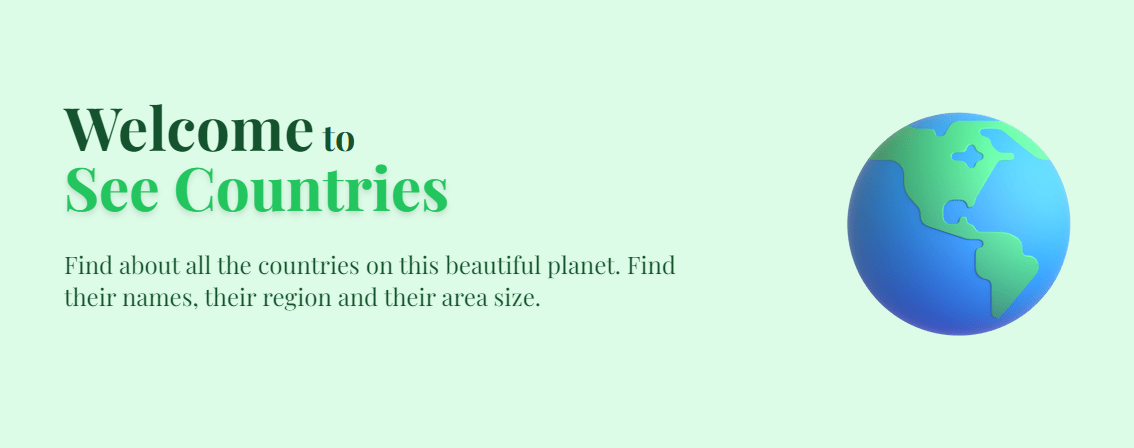 Welcome to
See Countries
Find about all the countries on this beautiful planet. Find
their names, their region and their area size.